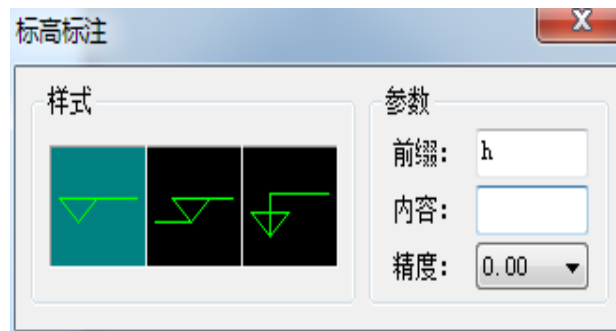 标高标注
样式
参数
前缀: h
内容:
精度: 0.00